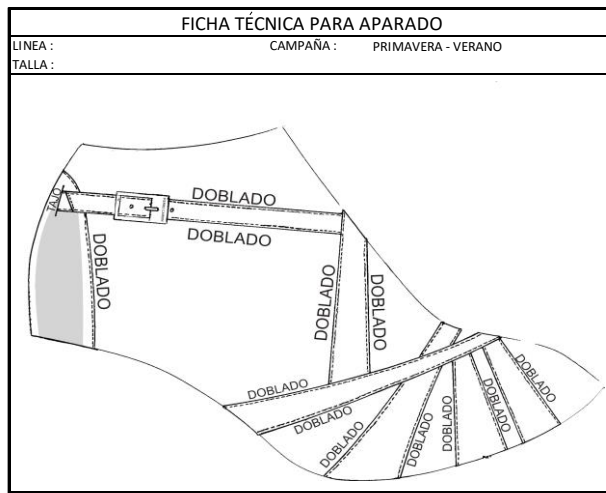 FICHA TÉCNICA PARA APARADO
LINEA :
CAMPAÑA : PRIMAVERA - VERANO
TALLA :
TAJO
DOBLADO
DOBLADO
DOBLADO
DOBLADO
DOBLADO
DOBLADO
DOBLADO
DOBLADO
DOBLADO
DOBLADO
DOBLADO
DOBLADO